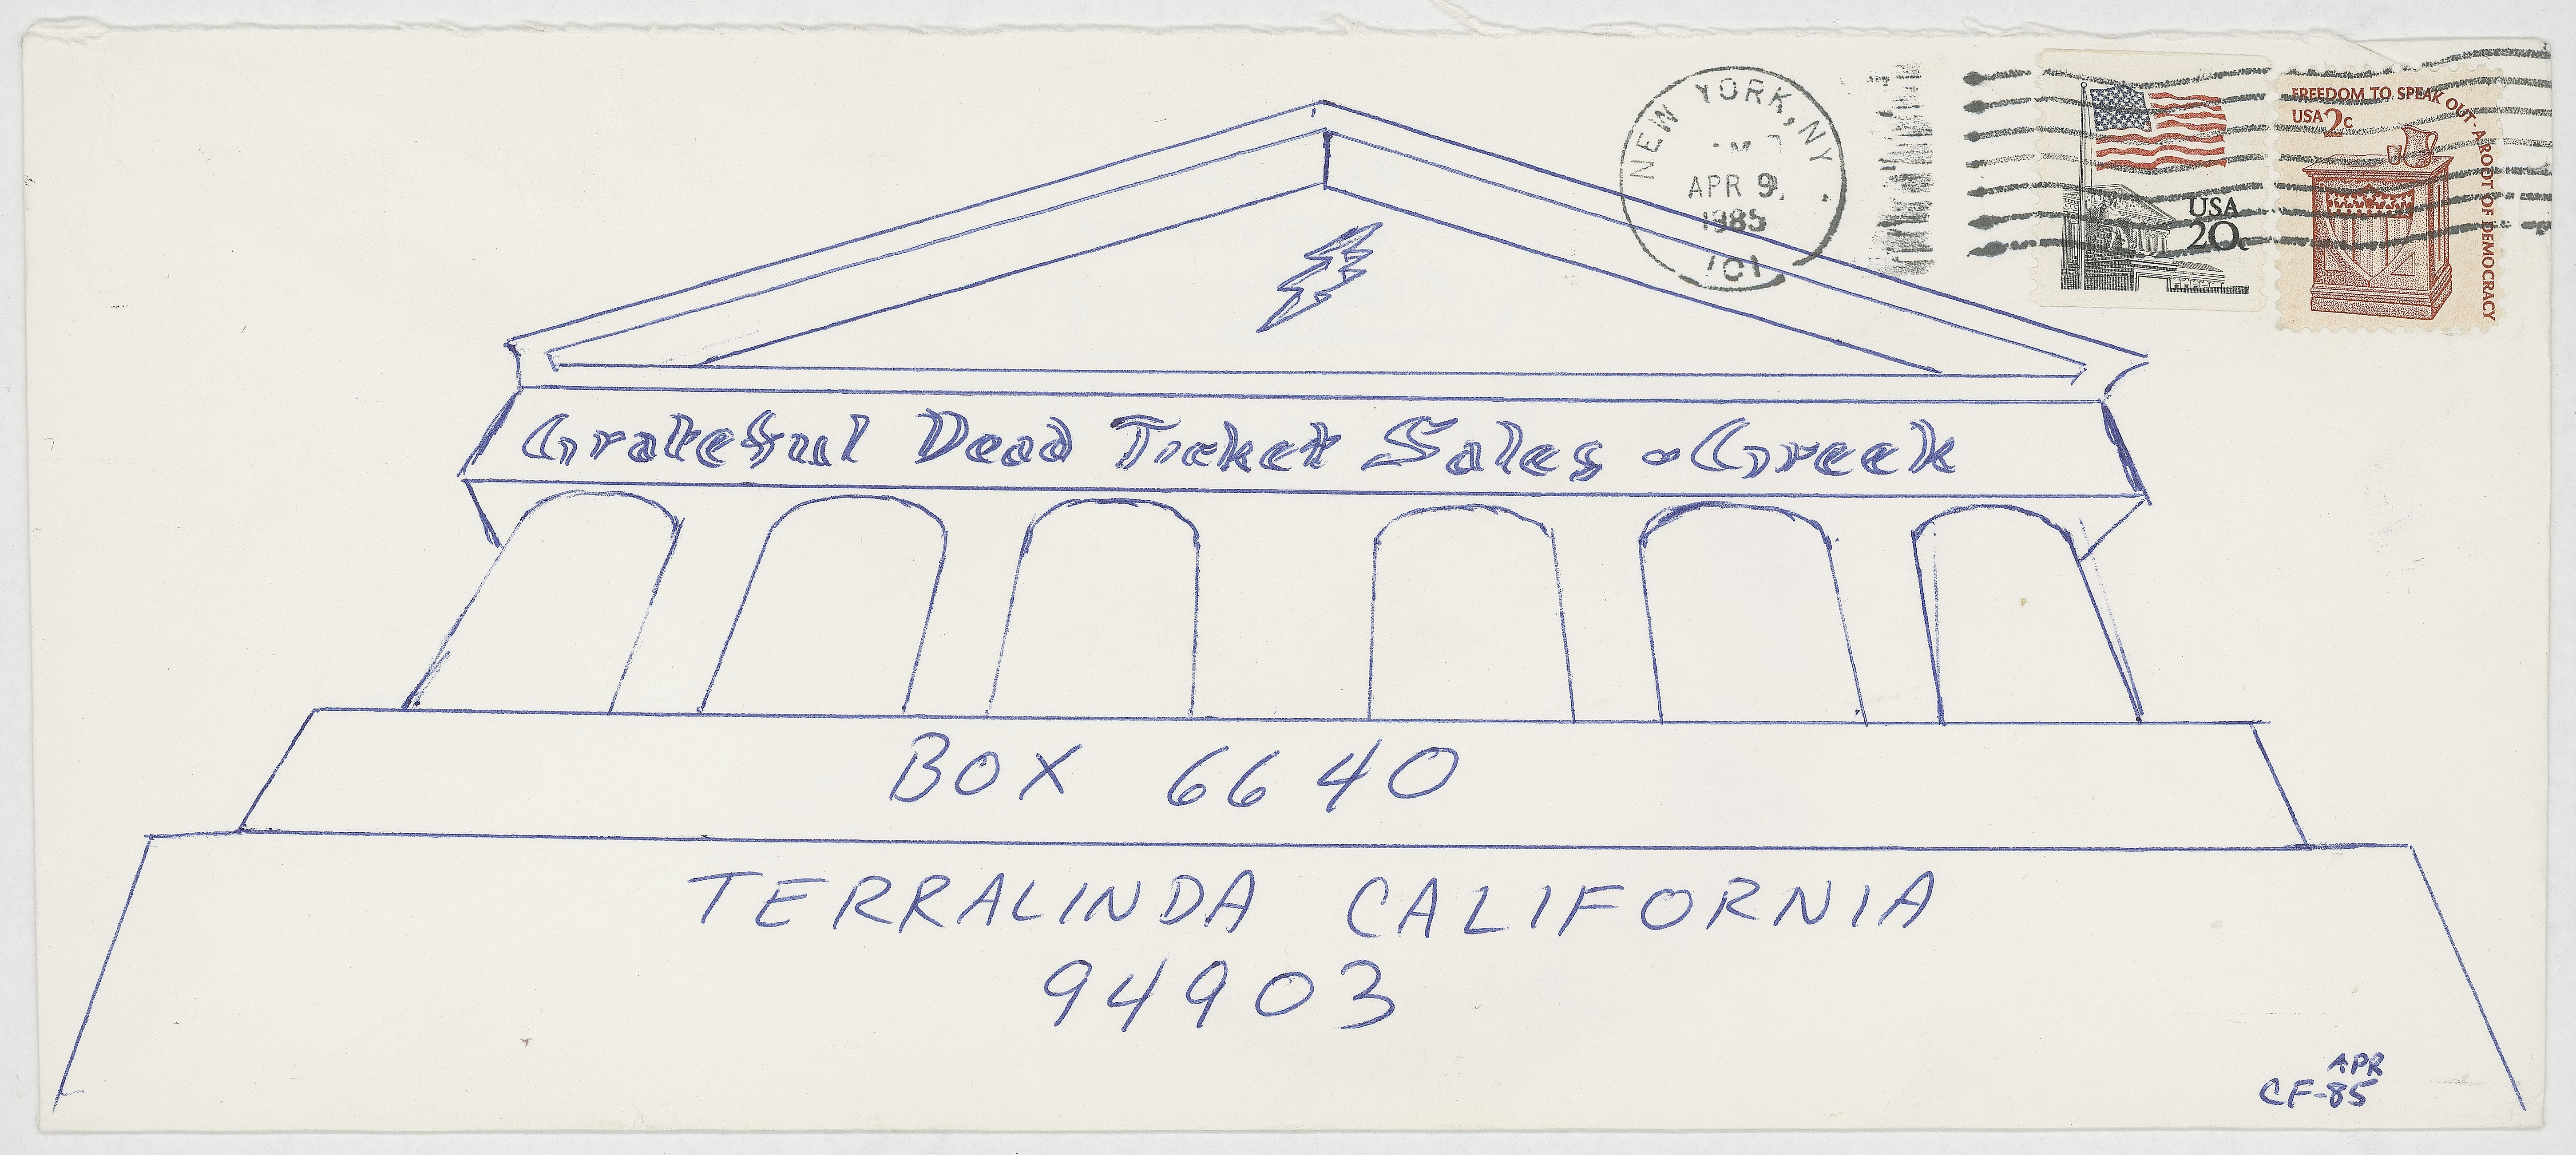 NEW YORK, NY
APR 9
1985
101
USA
20c
FREEDOM TO SPEAK OUT · A ROOT OF DEMOCRACY
USA 2c
Grateful Dead Ticket Sales - Greek
BOX 6640
TERRALINDA CALIFORNIA
94903
APR
CF-85